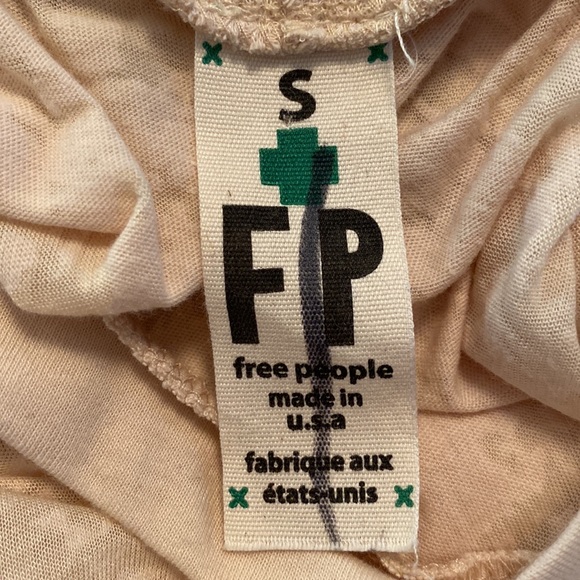 S
FP
free people
made in
u.s.a
fabrique aux
états-unis